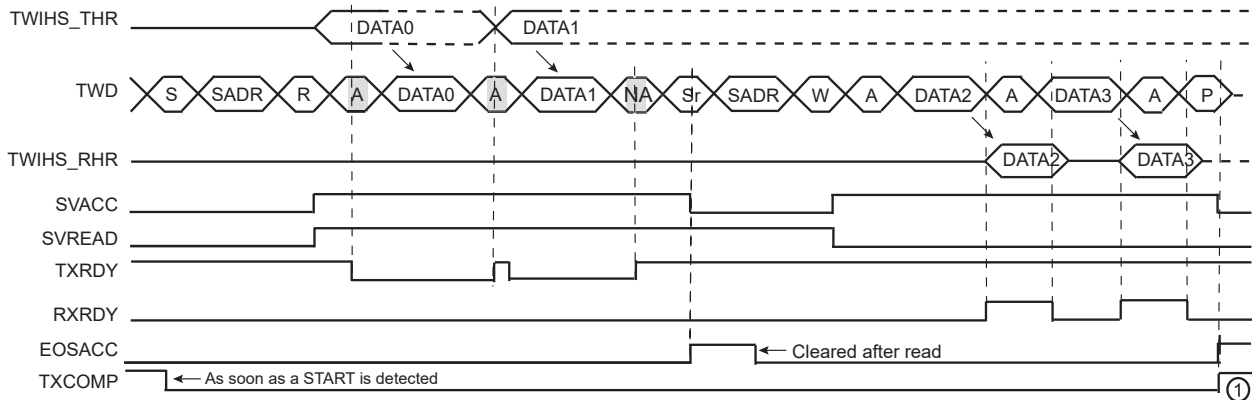 TWIHS_THR DATA0 DATA1
TWD S SADR R A DATA0 A DATA1 NA Sr SADR W A DATA2 A DATA3 A P
TWIHS_RHR DATA2 DATA3
SVACC
SVREAD
TXRDY
RXRDY
EOSACC Cleared after read
TXCOMP As soon as a START is detected 1